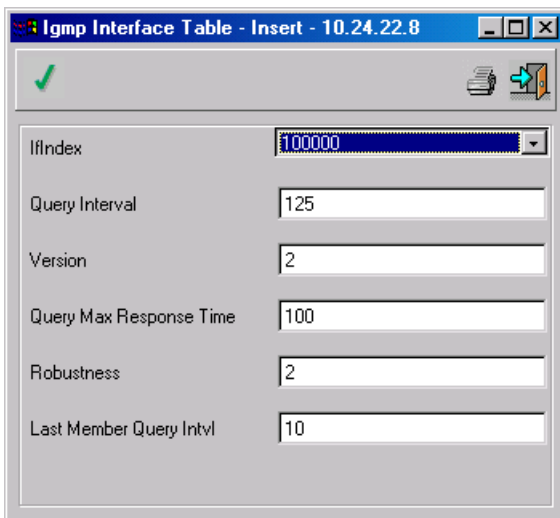 Igmp Interface Table - Insert - 10.24.22.8
IfIndex 100000
Query Interval 125
Version 2
Query Max Response Time 100
Robustness 2
Last Member Query Intvl 10